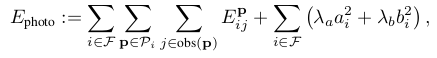 $E_{\text{photo}} := \sum_{i \in \mathcal{F}} \sum_{\mathbf{p} \in \mathcal{P}_i} \sum_{j \in \text{obs}(\mathbf{p})} E_{ij}^{\mathbf{p}} + \sum_{i \in \mathcal{F}} \left( \lambda_a a_i^2 + \lambda_b b_i^2 \right),$